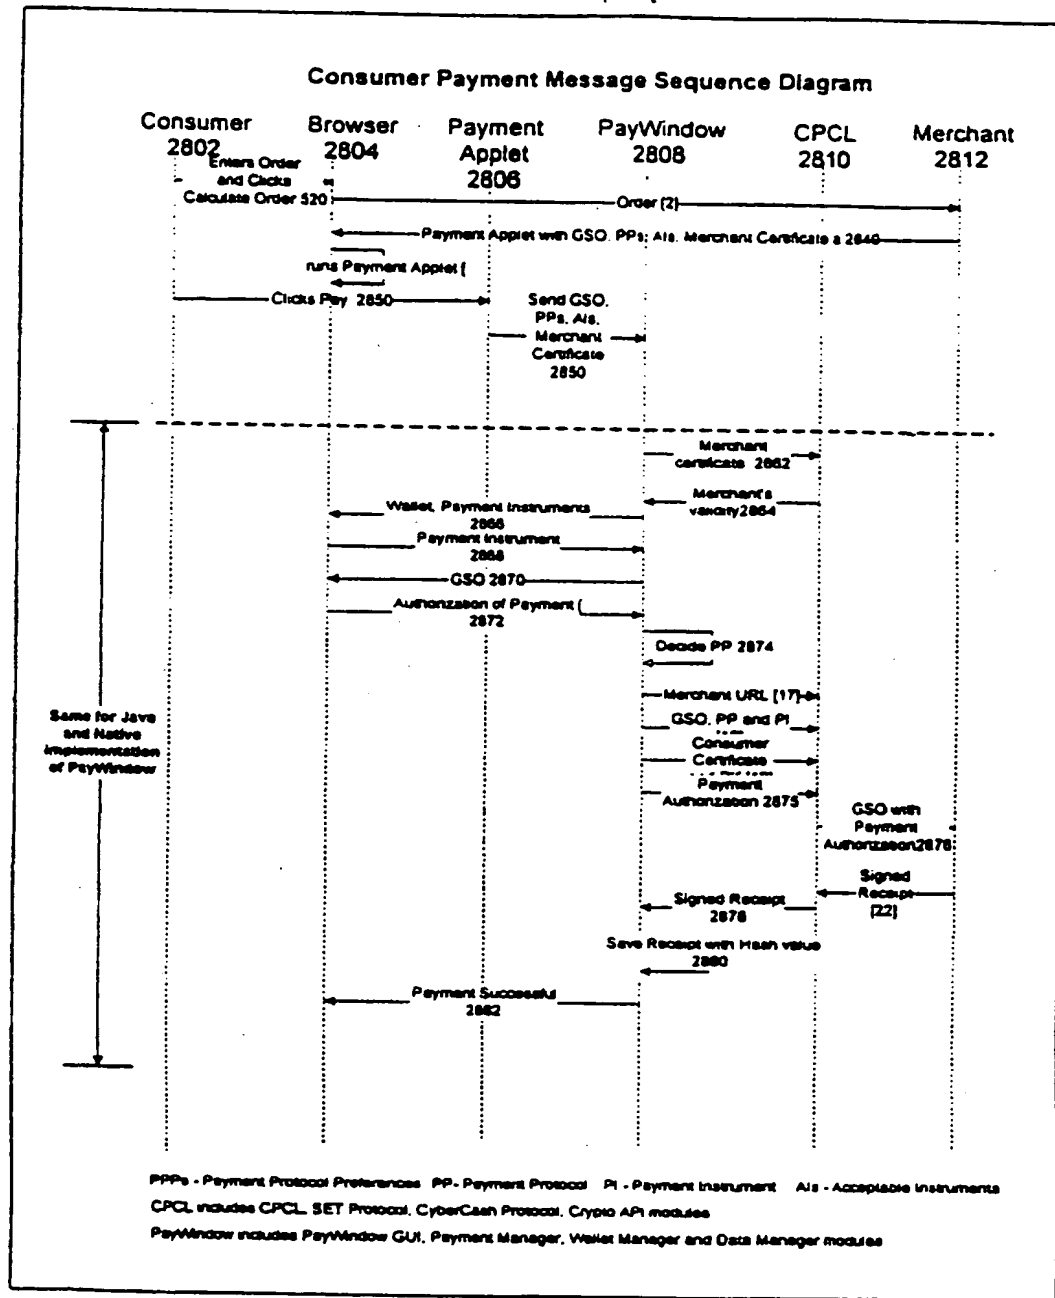 Consumer Payment Message Sequence Diagram
Consumer
2802
Browser
2804
Payment
Applet
2806
PayWindow
2808
CPCL
2810
Merchant
2812
Enters Order
and Clicks
Calculate Order 520
Order [2]
Payment Applet with GSO, PPs, AIs, Merchant Certificate a 2840
runs Payment Applet [
Clicks Pay 2850
Send GSO,
PPs, AIs,
Merchant
Certificate
2850
Merchant
certificate 2862
Merchant's
validity2864
Wallet, Payment Instruments
2866
Payment Instrument
2868
GSO 2870
Authorization of Payment [
2872
Decide PP 2874
Merchant URL [17]
GSO, PP and PI
Consumer
Certificate
Payment
Authorization 2875
GSO with
Payment
Authorization2876
Signed
Receipt
[22]
Signed Receipt
2878
Save Receipt with Hash value
2880
Payment Successful
2882
Same for Java
and Native
Implementation
of PayWindow
PPPs - Payment Protocol Preferences PP- Payment Protocol PI - Payment Instrument AIs - Acceptable Instruments
CPCL includes CPCL, SET Protocol, CyberCash Protocol, Crypto API modules
PayWindow includes PayWindow GUI, Payment Manager, Wallet Manager and Data Manager modules